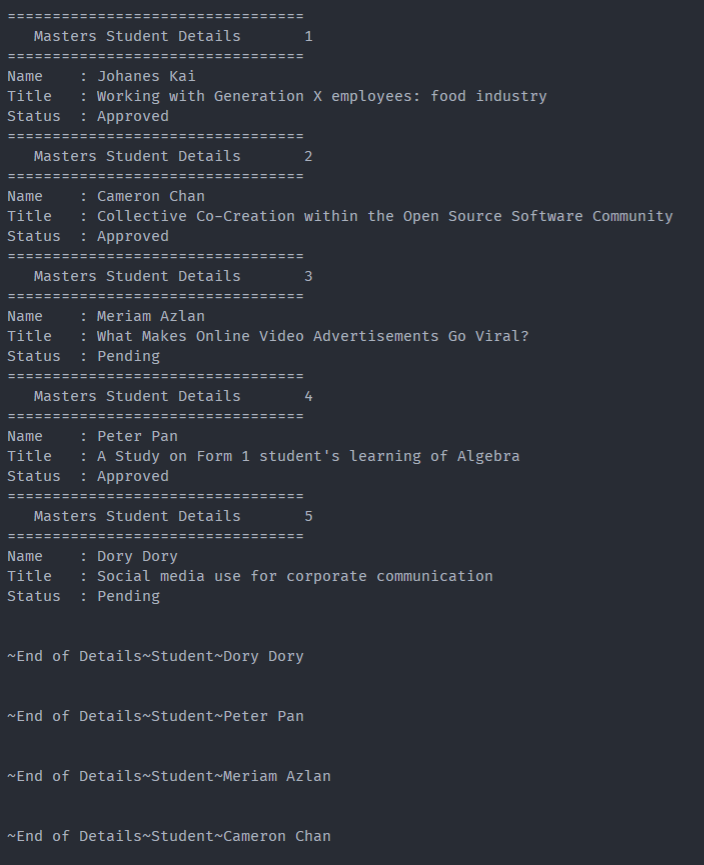 =================================
   Masters Student Details       1
=================================
Name    : Johanes Kai
Title   : Working with Generation X employees: food industry
Status  : Approved
=================================
   Masters Student Details       2
=================================
Name    : Cameron Chan
Title   : Collective Co-Creation within the Open Source Software Community
Status  : Approved
=================================
   Masters Student Details       3
=================================
Name    : Meriam Azlan
Title   : What Makes Online Video Advertisements Go Viral?
Status  : Pending
=================================
   Masters Student Details       4
=================================
Name    : Peter Pan
Title   : A Study on Form 1 student's learning of Algebra
Status  : Approved
=================================
   Masters Student Details       5
=================================
Name    : Dory Dory
Title   : Social media use for corporate communication
Status  : Pending
~End of Details~Student~Dory Dory
~End of Details~Student~Peter Pan
~End of Details~Student~Meriam Azlan
~End of Details~Student~Cameron Chan